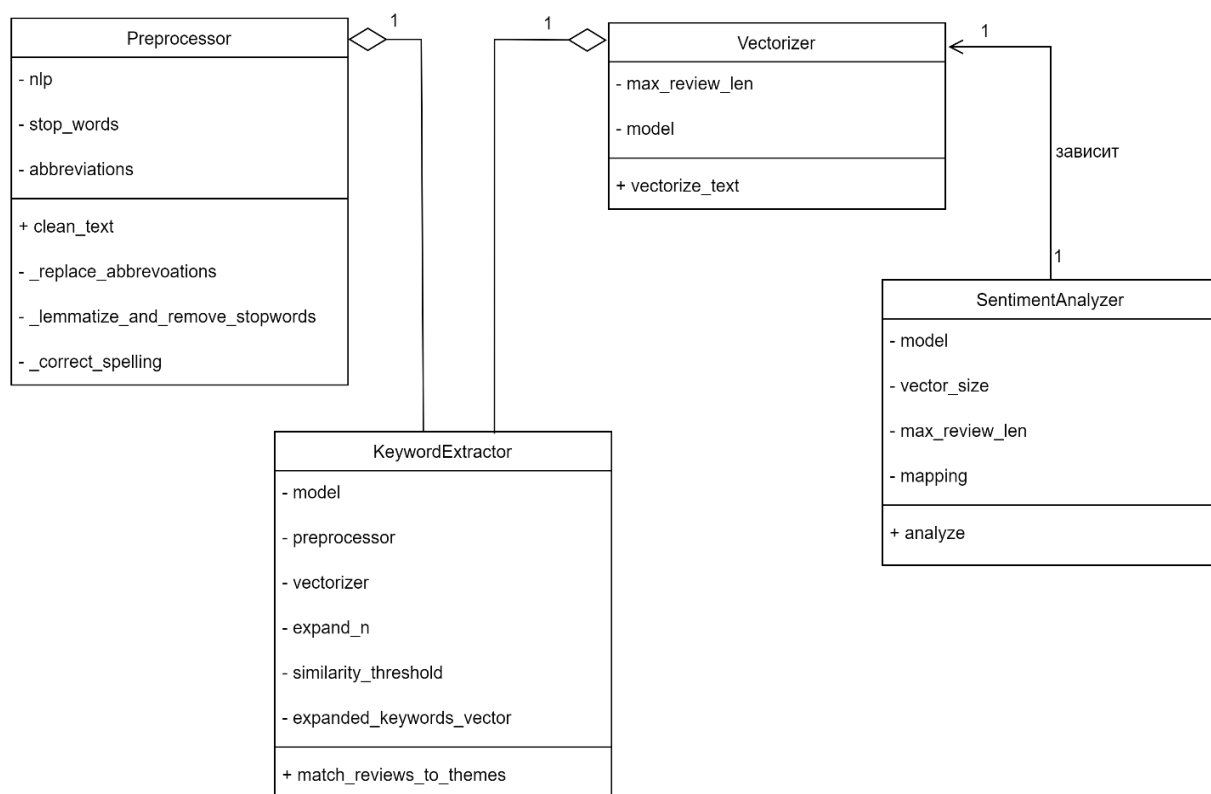 Preprocessor
- nlp
- stop_words
- abbreviations
+ clean_text
- _replace_abbrevoations
- _lemmatize_and_remove_stopwords
- _correct_spelling
1
1
Vectorizer
- max_review_len
- model
+ vectorize_text
1
зависит
1
SentimentAnalyzer
- model
- vector_size
- max_review_len
- mapping
+ analyze
KeywordExtractor
- model
- preprocessor
- vectorizer
- expand_n
- similarity_threshold
- expanded_keywords_vector
+ match_reviews_to_themes